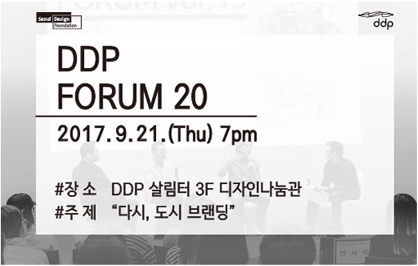 Seoul Design
Foundation
ddp
DDP
FORUM 20
2017.9.21.(Thu) 7pm
#장 소 DDP 살림터 3F 디자인나눔관
#주 제 “다시, 도시 브랜딩”